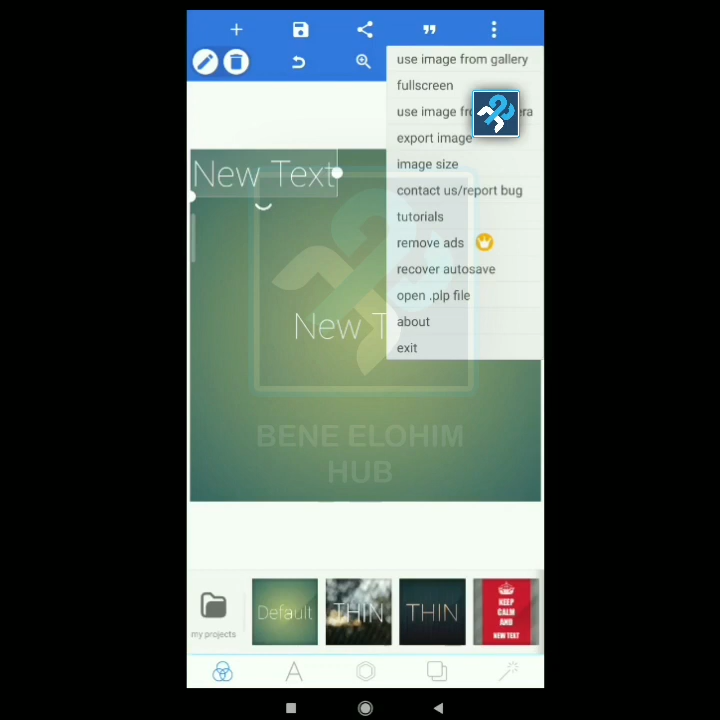 use image from gallery
fullscreen
use image from camera
export image
image size
contact us/report bug
tutorials
remove ads
recover autosave
open .plp file
about
exit
New Text
New T
BENE ELOHIM
HUB
my projects
Default
THIN
THIN
KEEP
CALM
AND
NEW TEXT
A